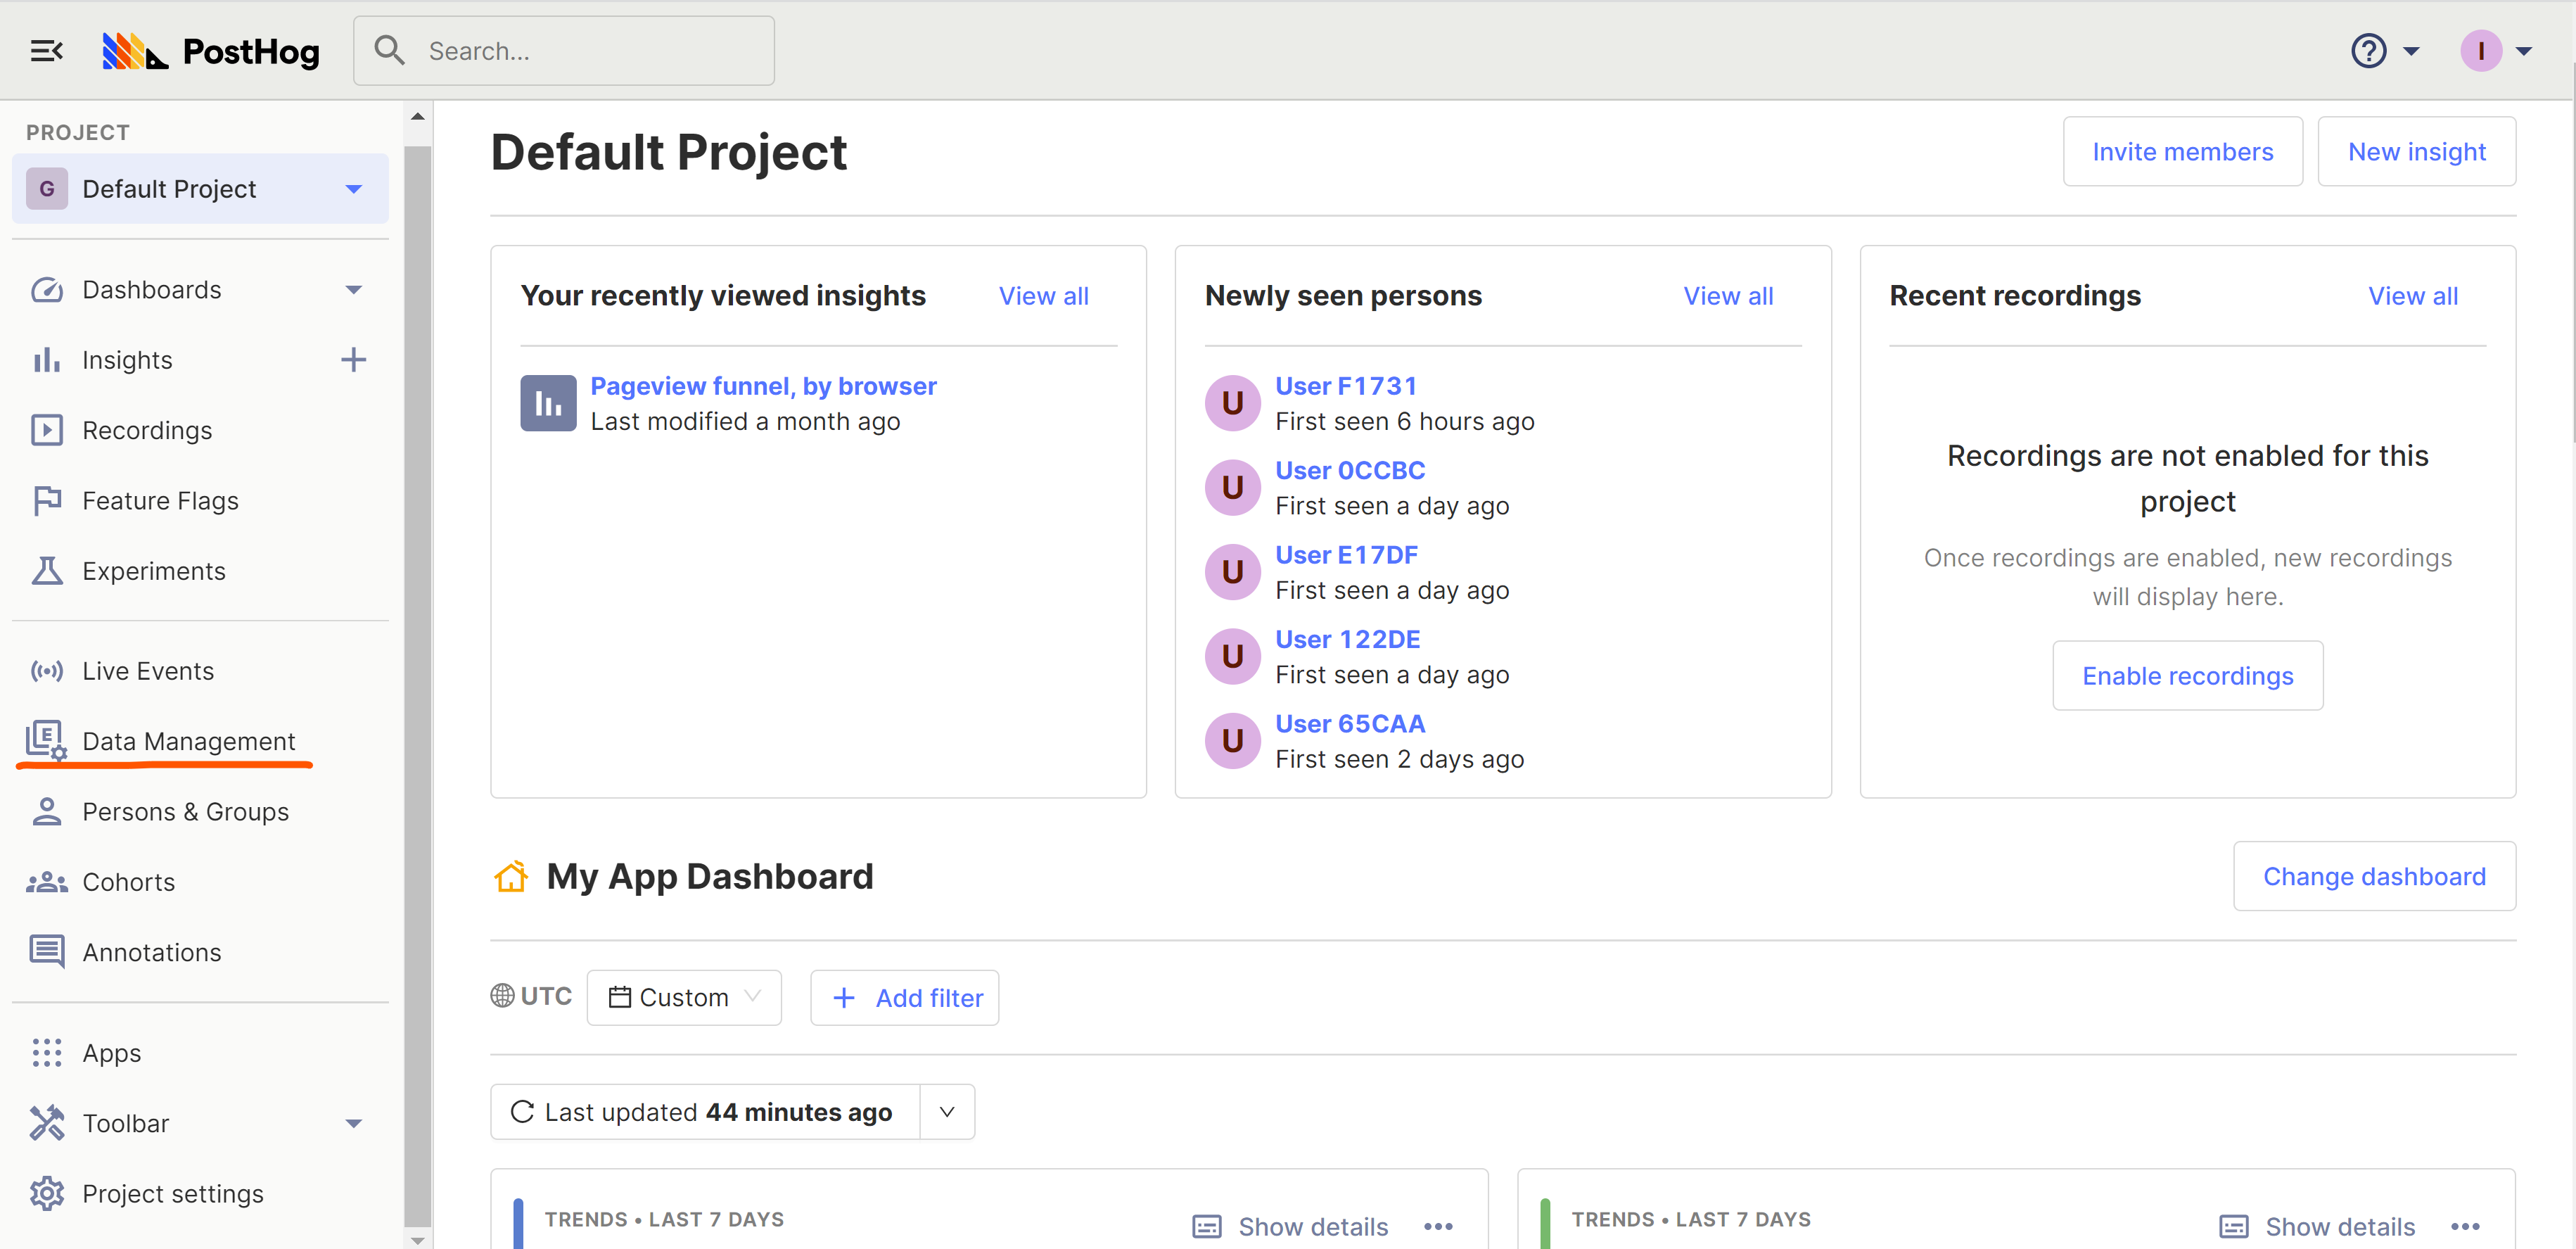 PostHog
Search...
I
PROJECT
G Default Project
Dashboards
Insights
Recordings
Feature Flags
Experiments
Live Events
Data Management
Persons & Groups
Cohorts
Annotations
Apps
Toolbar
Project settings
Default Project
Invite members
New insight
Your recently viewed insights
View all
Pageview funnel, by browser
Last modified a month ago
Newly seen persons
View all
U
User F1731
First seen 6 hours ago
U
User 0CCBC
First seen a day ago
U
User E17DF
First seen a day ago
U
User 122DE
First seen a day ago
U
User 65CAA
First seen 2 days ago
Recent recordings
View all
Recordings are not enabled for this
project
Once recordings are enabled, new recordings
will display here.
Enable recordings
My App Dashboard
Change dashboard
UTC
Custom
Add filter
Last updated 44 minutes ago
TRENDS • LAST 7 DAYS
Show details
TRENDS • LAST 7 DAYS
Show details